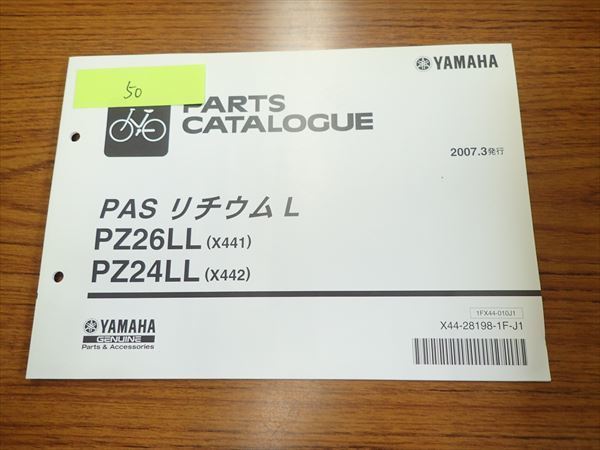 YAMAHA
50
PARTS
CATALOGUE
2007.3発行
PAS リチウム L
PZ26LL (X441)
PZ24LL (X442)
1FX44-010J1
X44-28198-1F-J1
YAMAHA
GENUINE
Parts & Accessories